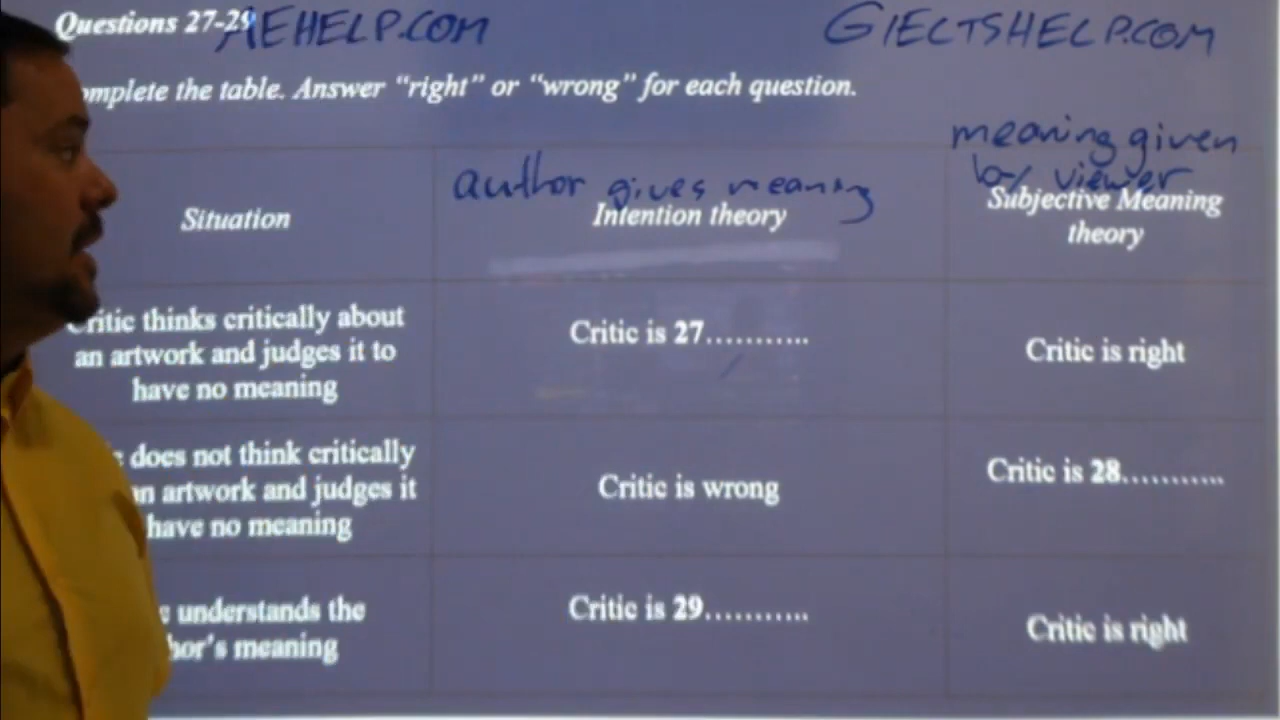 Questions 27-29
AEHELP.COM
GIELTSHELP.COM
omplete the table. Answer “right” or “wrong” for each question.
meaning given
by viewer
author gives meaning
Situation
Intention theory
Subjective Meaning
theory
Critic thinks critically about
an artwork and judges it to
have no meaning
Critic is 27...........
Critic is right
does not think critically
an artwork and judges it
have no meaning
Critic is wrong
Critic is 28...........
understands the
hor’s meaning
Critic is 29...........
Critic is right